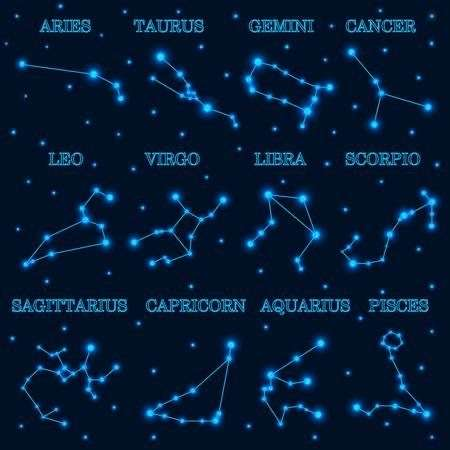 ARIES TAURUS GEMINI CANCER
LEO VIRGO LIBRA SCORPIO
SAGITTARIUS CAPRICORN AQUARIUS PISCES